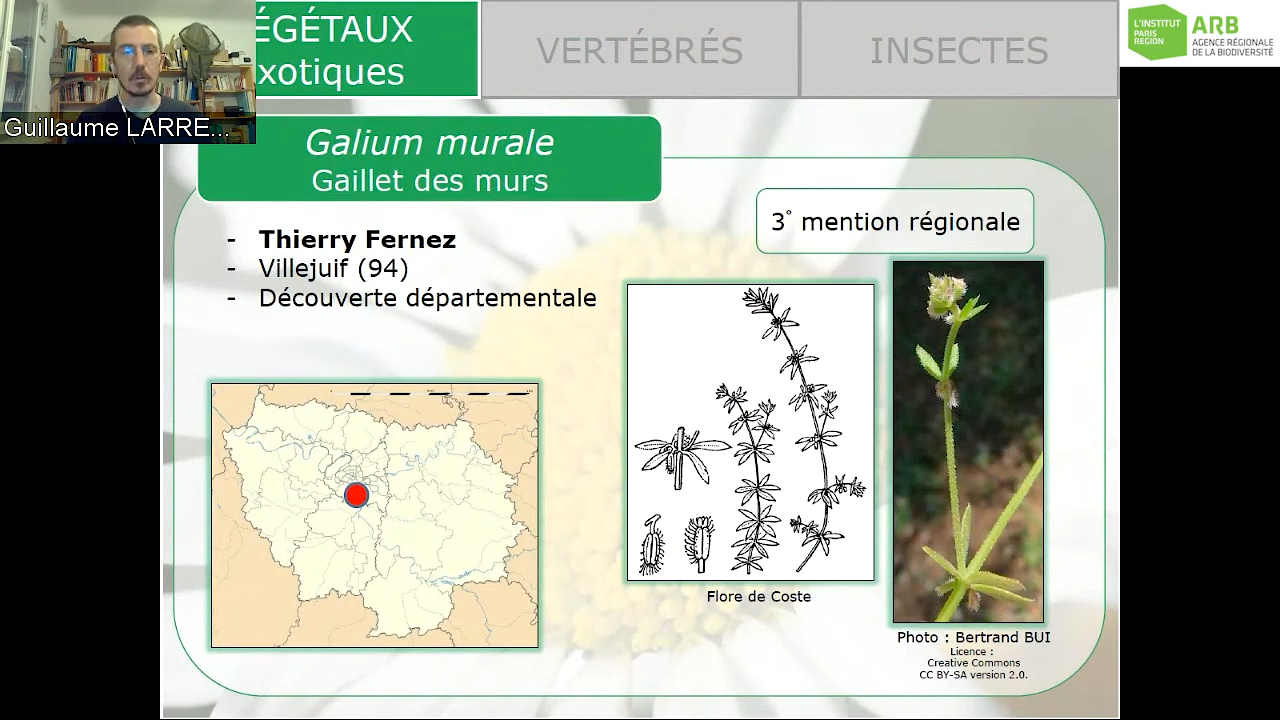 ÉGÉTAUX
xotiques
VERTÉBRÉS
INSECTES
L'INSTITUT
PARIS
REGION
ARB
AGENCE RÉGIONALE
DE LA BIODIVERSITÉ
Guillaume LARRE...
Galium murale
Gaillet des murs
3° mention régionale
- Thierry Fernez
- Villejuif (94)
- Découverte départementale
Flore de Coste
Photo : Bertrand BUI
Licence :
Creative Commons
CC BY-SA version 2.0.